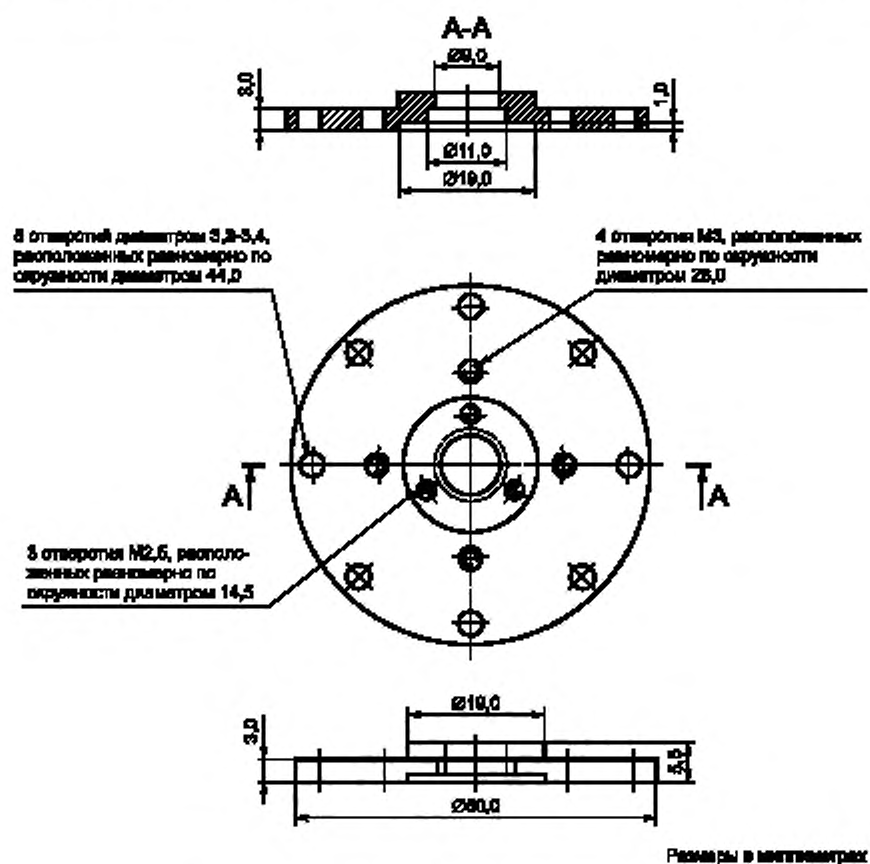 A-A
Ø9,0
3,0
1,0
Ø11,0
Ø19,0
8 отверстий диаметром 3,2-3,4,
расположенных равномерно по
окружности диаметром 44,0
4 отверстия М3, расположенных
равномерно по окружности
диаметром 26,0
A
A
3 отверстия М2,5, располо-
женных равномерно по
окружности диаметром 14,5
Ø19,0
3,0
5,5
Ø50,0
Размеры в миллиметрах